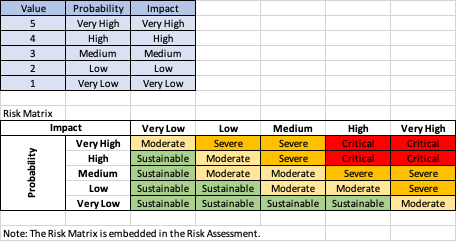 Value Probability Impact
5 Very High Very High
4 High High
3 Medium Medium
2 Low Low
1 Very Low Very Low
Risk Matrix
Impact Very Low Low Medium High Very High
Probability
Very High Moderate Severe Severe Critical Critical
High Sustainable Moderate Severe Critical Critical
Medium Sustainable Moderate Moderate Severe Severe
Low Sustainable Sustainable Moderate Moderate Severe
Very Low Sustainable Sustainable Sustainable Sustainable Moderate
Note: The Risk Matrix is embedded in the Risk Assessment.